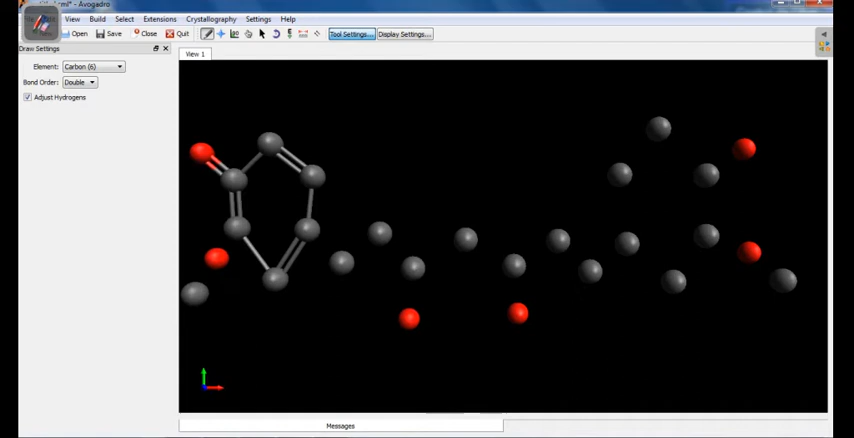 Avogadro
View Build Select Extensions Crystallography Settings Help
Open Save Close Quit Tool Settings... Display Settings...
Draw Settings
View 1
Element: Carbon (6)
Bond Order: Double
Adjust Hydrogens
Messages